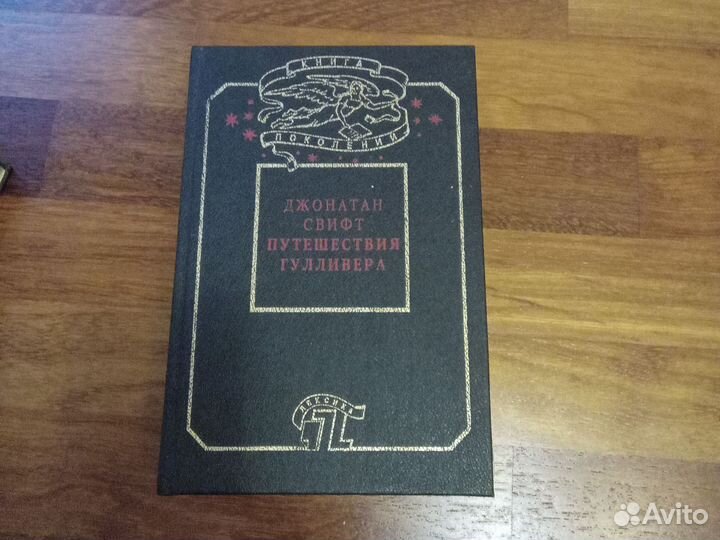 КНИГА
ПОКОЛЕНИЙ
ДЖОНАТАН
СВИФТ
ПУТЕШЕСТВИЯ
ГУЛЛИВЕРА
ЛЕКСИКА
Avito